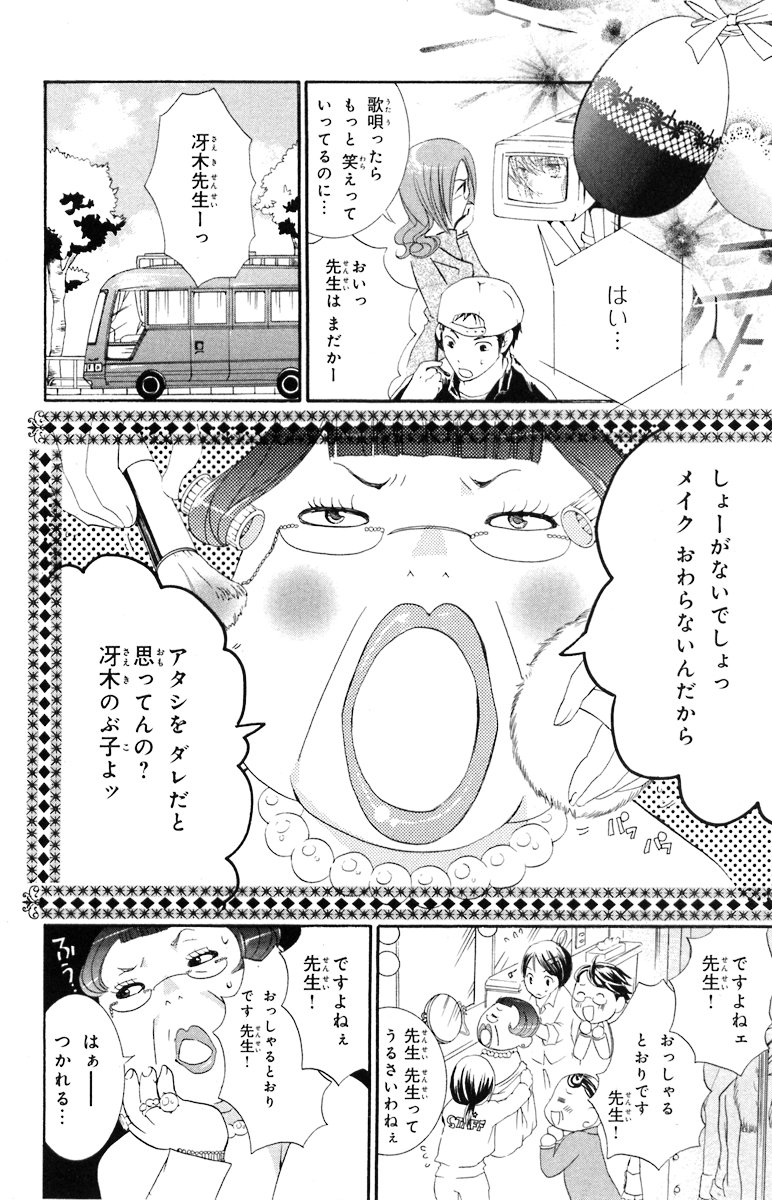 歌唄ったら
もっと 笑えって
いってるのに…
はい…
おいっ
先生は まだかー
冴木先生ーっ
しょーがないでしょっ
メイク おわらないんだから
パフ
パフ
アタシを ダレだと
思ってんの?
冴木のぶ子よッ
ですよねェ
先生!
おっしゃる
とおりです
先生!
先生 先生って
うるさいわねぇ
STAFF
ですよねぇ
先生!
おっしゃるとおり
です 先生!
ふぅ?
はぁー
つかれる…